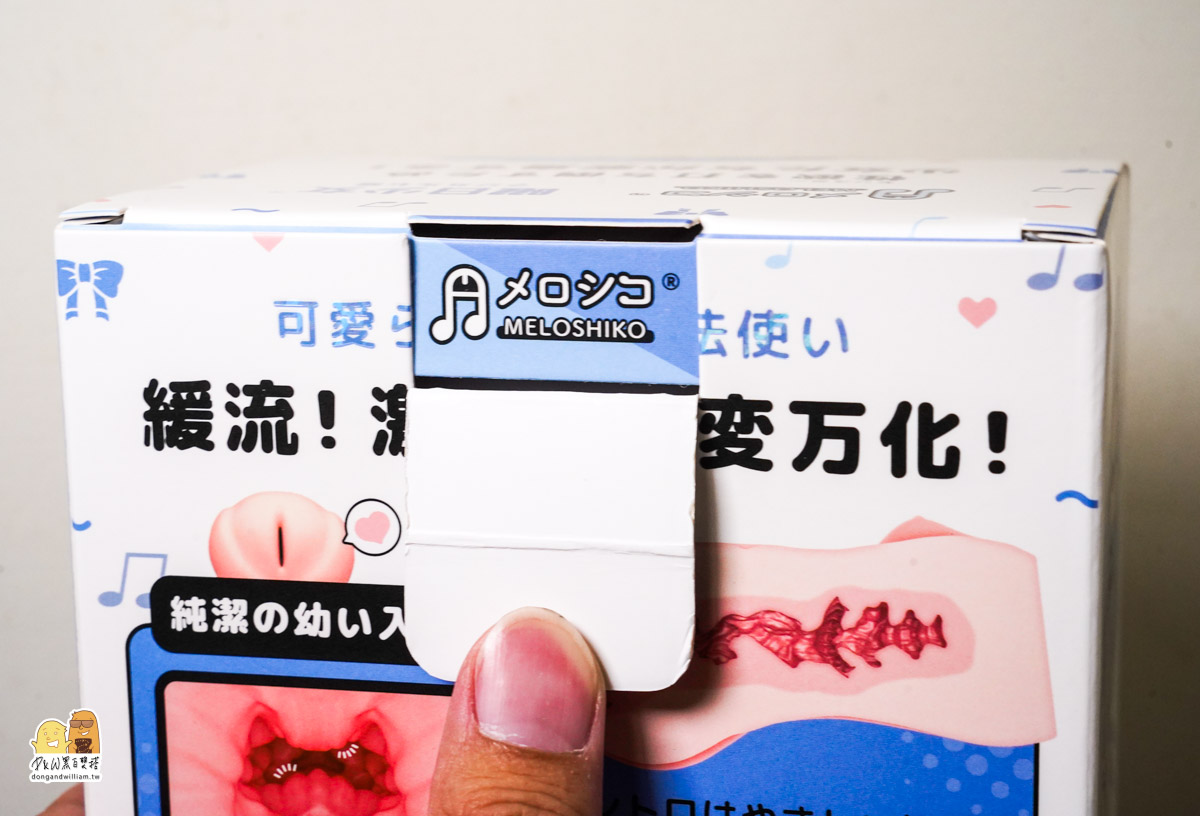 メロシコ®
MELOSHIKO
可愛ら 法使い
緩流！激 変万化！
純潔の幼い入
dongandwilliam.tw